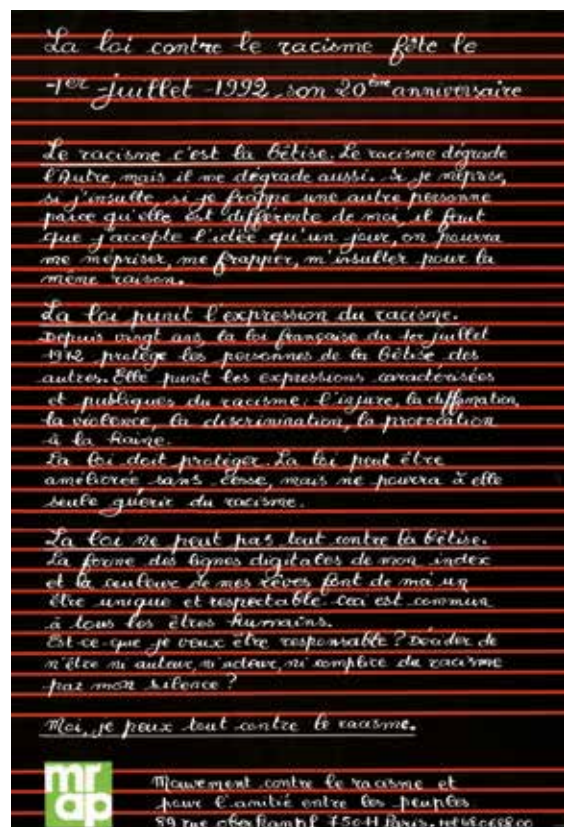 La loi contre le racisme fête le
1er juillet 1992 son 20ème anniversaire
Le racisme c'est la bêtise. Le racisme dégrade
l'Autre, mais il me dégrade aussi. Si je méprise,
si j'insulte, si je frappe une autre personne
parce qu'elle est différente de moi, il faut
que j'accepte l'idée qu'un jour, on pourra
me mépriser, me frapper, m'insulter pour la
même raison.
La loi punit l'expression du racisme.
Depuis vingt ans, la loi française du 1er juillet
1972 protège les personnes de la bêtise des
autres. Elle punit les expressions caractérisées
et publiques du racisme: l'injure, la diffamation,
la violence, la discrimination, la provocation
à la haine.
La loi doit protéger. La loi peut être
améliorée sans cesse, mais ne pourra à elle
seule guérir du racisme.
La loi ne peut pas tout contre la bêtise.
La forme des lignes digitales de mon index
et la couleur de mes rêves font de moi un
être unique et respectable. Ceci est commun
à tous les êtres humains.
Est-ce-que je veux être responsable? Décider de
n'être ni auteur, ni acteur, ni complice du racisme
par mon silence?
Moi, je peux tout contre le racisme.
mr
ap
Mouvement contre le racisme et
pour l'amitié entre les peuples
89 rue oberkampf 75011 Paris.